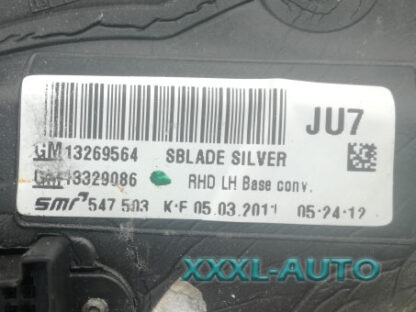 JU7
GM 13269564 SBLADE SILVER
GM 13329086 RHD LH Base conv.
smr 547 503 K-F 05.03.2011 05:24:12
XXXL-AUTO